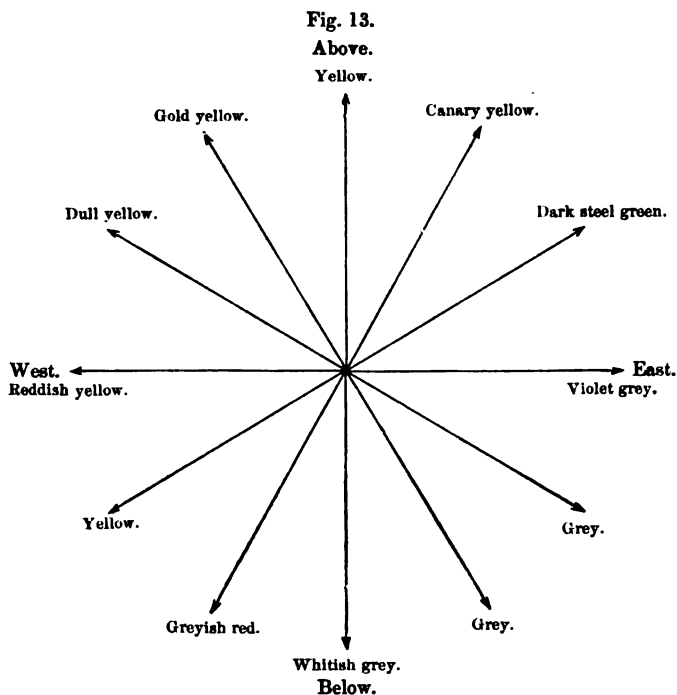 Fig. 13.
Above.
Yellow.
Gold yellow.
Canary yellow.
Dull yellow.
Dark steel green.
West.
East.
Reddish yellow.
Violet grey.
Yellow.
Grey.
Greyish red.
Grey.
Whitish grey.
Below.